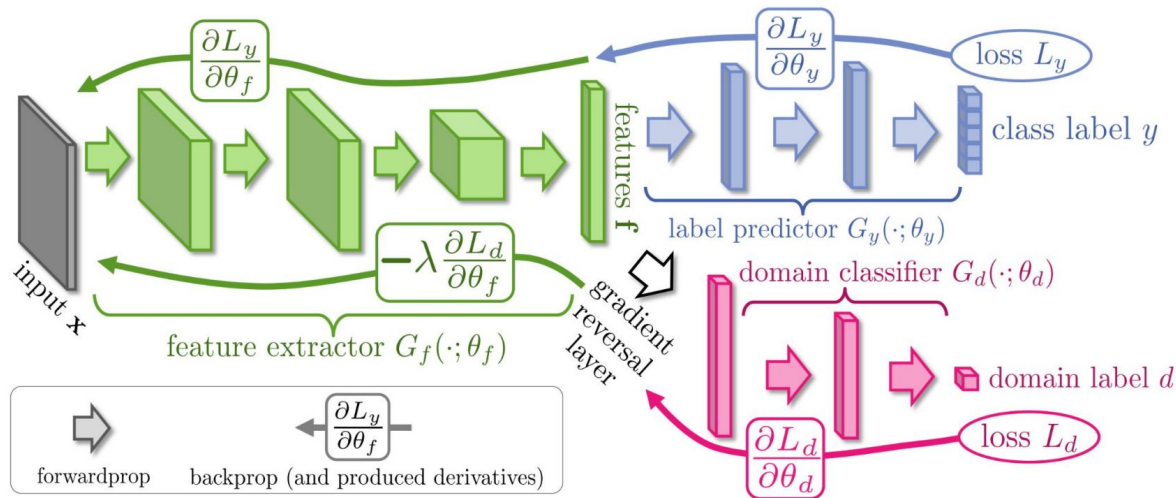 ∂L_y
∂θ_f
∂L_y
∂θ_y
loss L_y
features f
class label y
label predictor G_y(·; θ_y)
input x
−λ ∂L_d
∂θ_f
feature extractor G_f(·; θ_f)
gradient
reversal
layer
domain classifier G_d(·; θ_d)
domain label d
∂L_d
∂θ_d
loss L_d
forwardprop
∂L_y
∂θ_f
backprop (and produced derivatives)